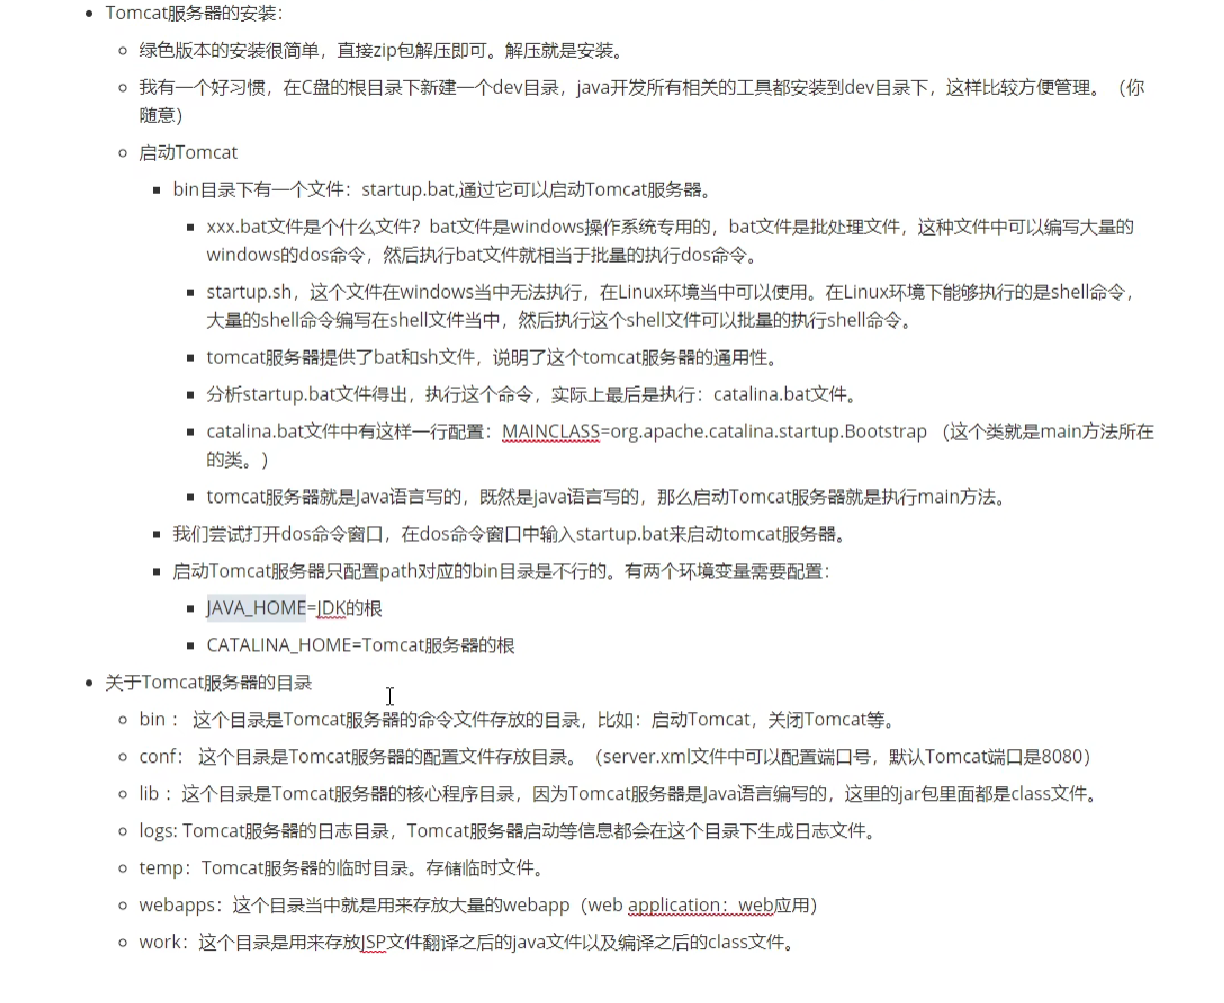 Tomcat服务器的安装:
绿色版本的安装很简单，直接zip包解压即可。解压就是安装。
我有一个好习惯，在C盘的根目录下新建一个dev目录，java开发所有相关的工具都安装到dev目录下，这样比较方便管理。（你
随意）
启动Tomcat
bin目录下有一个文件：startup.bat,通过它可以启动Tomcat服务器。
xxx.bat文件是个什么文件？bat文件是windows操作系统专用的，bat文件是批处理文件，这种文件中可以编写大量的
windows的dos命令，然后执行bat文件就相当于批量的执行dos命令。
startup.sh，这个文件在windows当中无法执行，在Linux环境当中可以使用。在Linux环境下能够执行的是shell命令，
大量的shell命令编写在shell文件当中，然后执行这个shell文件可以批量的执行shell命令。
tomcat服务器提供了bat和sh文件，说明了这个tomcat服务器的通用性。
分析startup.bat文件得出，执行这个命令，实际上最后是执行：catalina.bat文件。
catalina.bat文件中有这样一行配置：MAINCLASS=org.apache.catalina.startup.Bootstrap （这个类就是main方法所在
的类。）
tomcat服务器就是Java语言写的，既然是java语言写的，那么启动Tomcat服务器就是执行main方法。
我们尝试打开dos命令窗口，在dos命令窗口中输入startup.bat来启动tomcat服务器。
启动Tomcat服务器只配置path对应的bin目录是不行的。有两个环境变量需要配置：
JAVA_HOME=JDK的根
CATALINA_HOME=Tomcat服务器的根
关于Tomcat服务器的目录
bin ： 这个目录是Tomcat服务器的命令文件存放的目录，比如：启动Tomcat，关闭Tomcat等。
conf： 这个目录是Tomcat服务器的配置文件存放目录。（server.xml文件中可以配置端口号，默认Tomcat端口是8080）
lib ：这个目录是Tomcat服务器的核心程序目录，因为Tomcat服务器是Java语言编写的，这里的jar包里面都是class文件。
logs: Tomcat服务器的日志目录，Tomcat服务器启动等信息都会在这个目录下生成日志文件。
temp：Tomcat服务器的临时目录。存储临时文件。
webapps：这个目录当中就是用来存放大量的webapp（web application：web应用）
work：这个目录是用来存放JSP文件翻译之后的java文件以及编译之后的class文件。